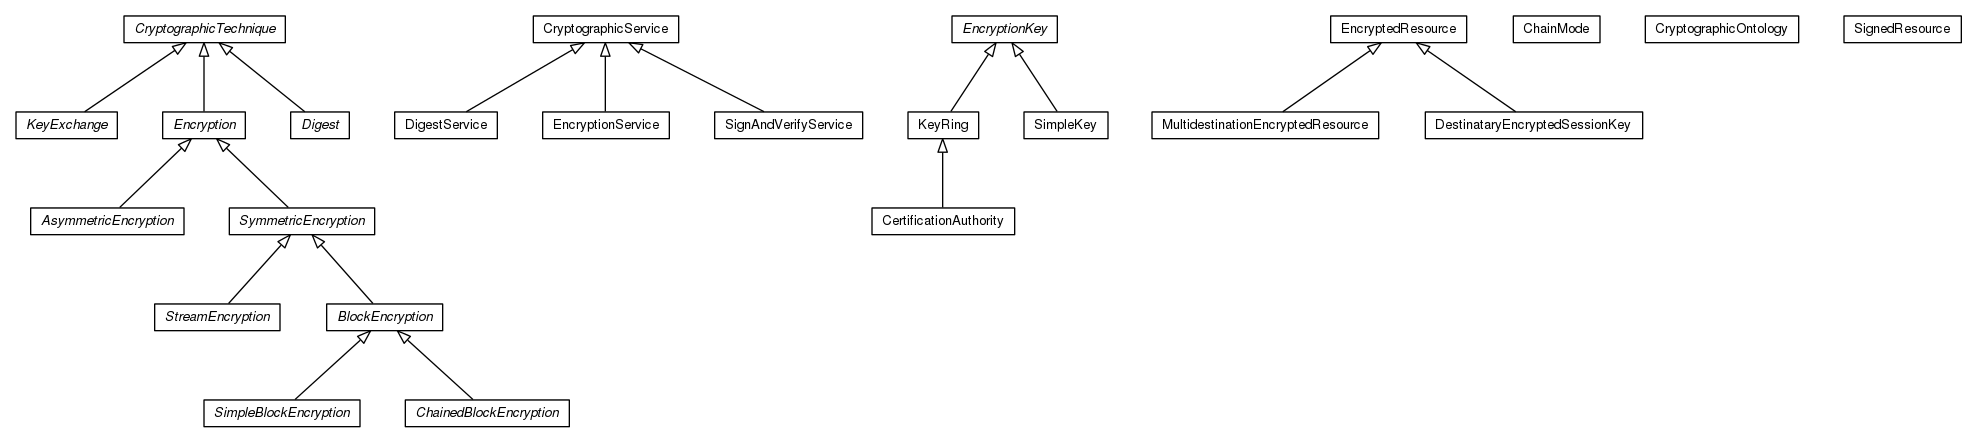 CryptographicTechnique
CryptographicService
EncryptionKey
EncryptedResource
ChainMode
CryptographicOntology
SignedResource
KeyExchange
Encryption
Digest
DigestService
EncryptionService
SignAndVerifyService
KeyRing
SimpleKey
MultidestinationEncryptedResource
DestinataryEncryptedSessionKey
AsymmetricEncryption
SymmetricEncryption
CertificationAuthority
StreamEncryption
BlockEncryption
SimpleBlockEncryption
ChainedBlockEncryption